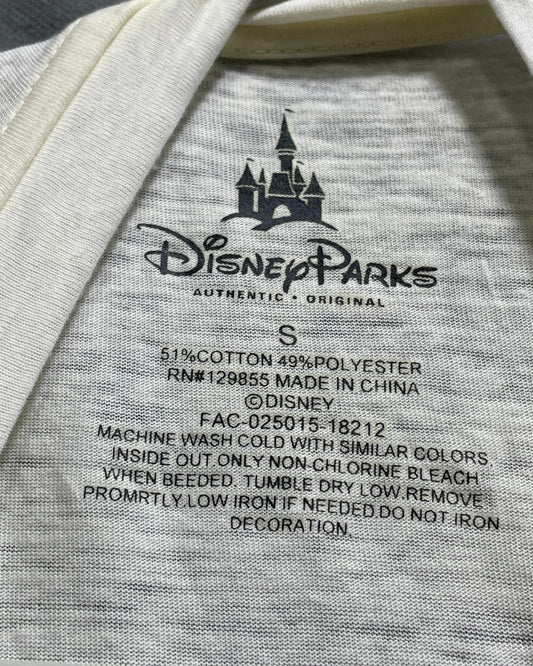 Disney Parks
AUTHENTIC • ORIGINAL
S
51%COTTON 49%POLYESTER
RN#129855 MADE IN CHINA
©DISNEY
FAC-025015-18212
MACHINE WASH COLD WITH SIMILAR COLORS.
INSIDE OUT.ONLY NON CHLORINE BLEACH
WHEN BEEDED. TUMBLE DRY LOW.REMOVE
PROMRTLY.LOW IRON IF NEEDED.DO NOT IRON
DECORATION.